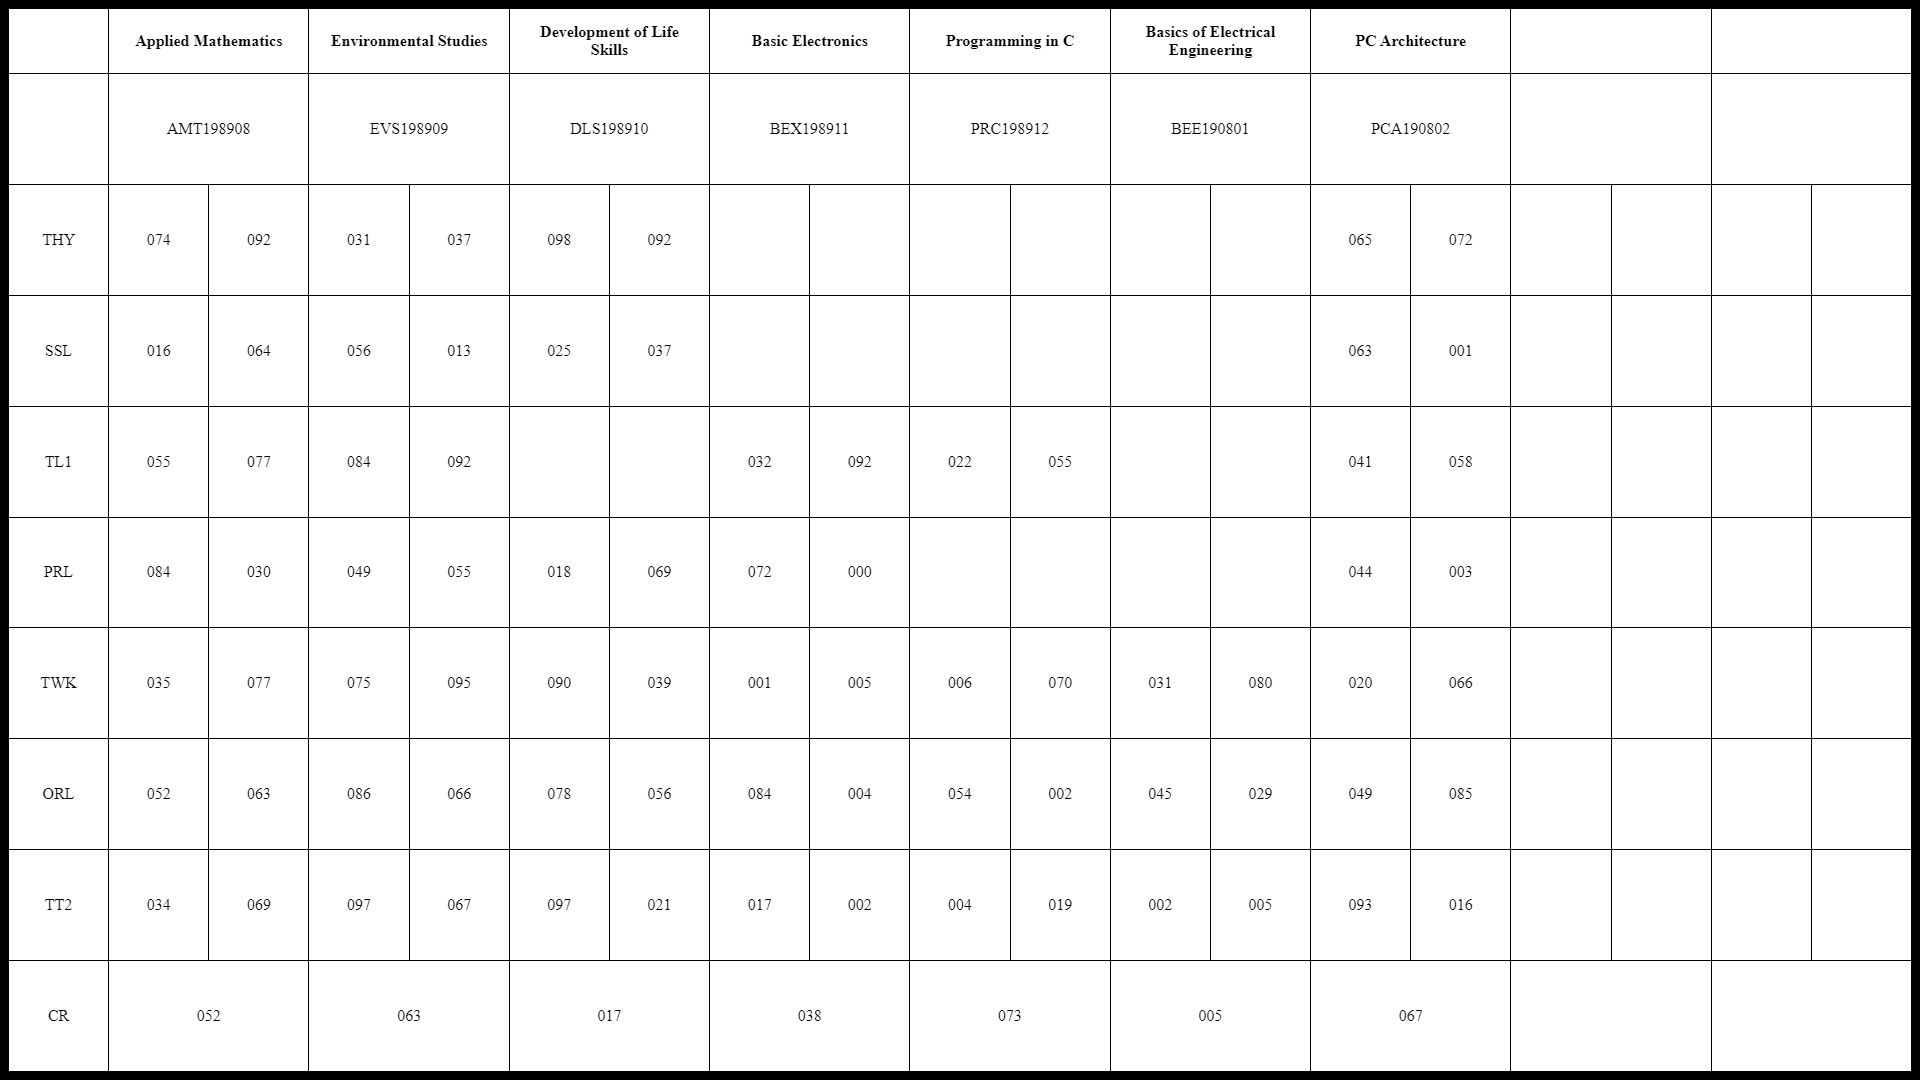 Applied Mathematics Environmental Studies Development of Life Skills Basic Electronics Programming in C Basics of Electrical Engineering PC Architecture
AMT198908 EVS198909 DLS198910 BEX198911 PRC198912 BEE190801 PCA190802
THY 074 092 031 037 098 092 065 072
SSL 016 064 056 013 025 037 063 001
TL1 055 077 084 092 032 092 022 055 041 058
PRL 084 030 049 055 018 069 072 000 044 003
TWK 035 077 075 095 090 039 001 005 006 070 031 080 020 066
ORL 052 063 086 066 078 056 084 004 054 002 045 029 049 085
TT2 034 069 097 067 097 021 017 002 004 019 002 005 093 016
CR 052 063 017 038 073 005 067